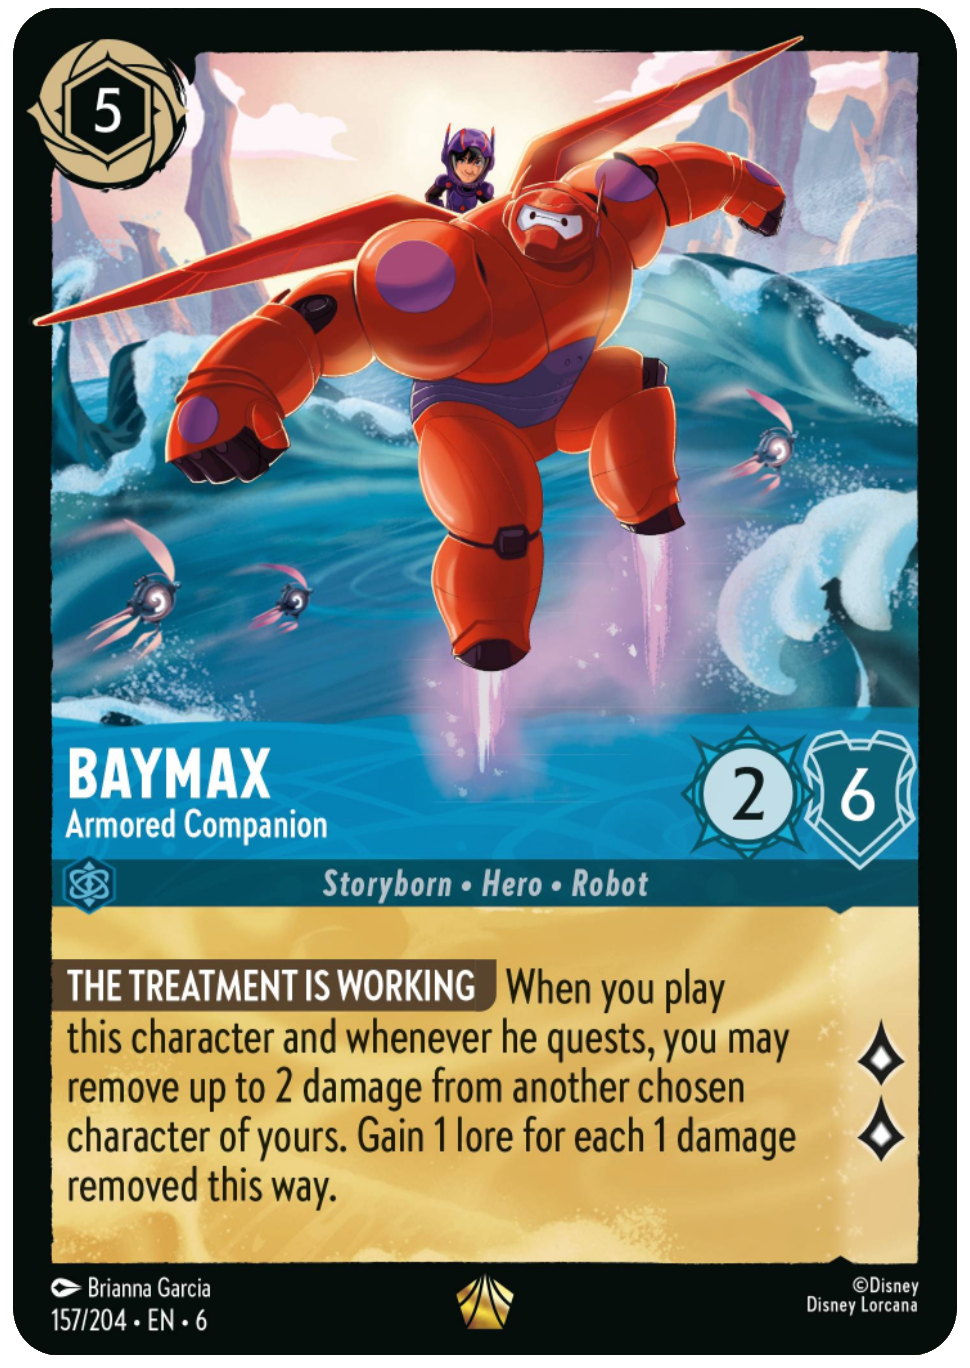 5
BAYMAX
Armored Companion
2
6
Storyborn • Hero • Robot
THE TREATMENT IS WORKING When you play
this character and whenever he quests, you may
remove up to 2 damage from another chosen
character of yours. Gain 1 lore for each 1 damage
removed this way.
Brianna Garcia
157/204 • EN • 6
©Disney
Disney Lorcana